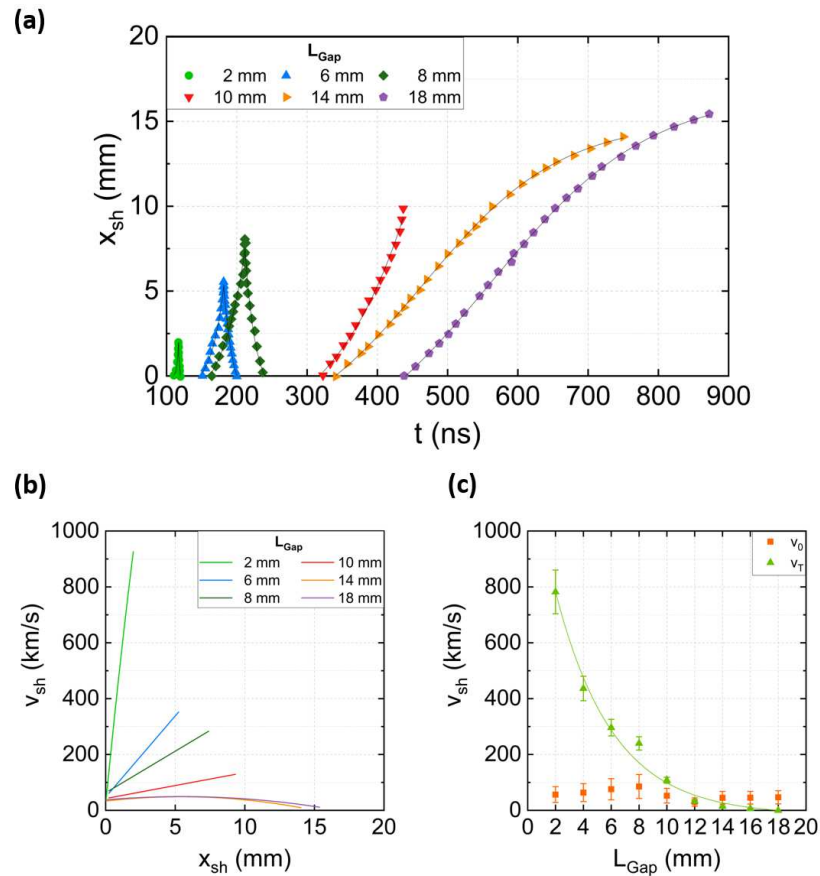 (a)
L_Gap
2 mm 6 mm 8 mm
10 mm 14 mm 18 mm
20
15
10
5
0
x_sh (mm)
100 200 300 400 500 600 700 800 900
t (ns)
(b)
L_Gap
2 mm 10 mm
6 mm 14 mm
8 mm 18 mm
1000
800
600
400
200
0
v_sh (km/s)
0 5 10 15 20
x_sh (mm)
(c)
v_0
v_T
1000
800
600
400
200
0
v_sh (km/s)
0 2 4 6 8 10 12 14 16 18 20
L_Gap (mm)